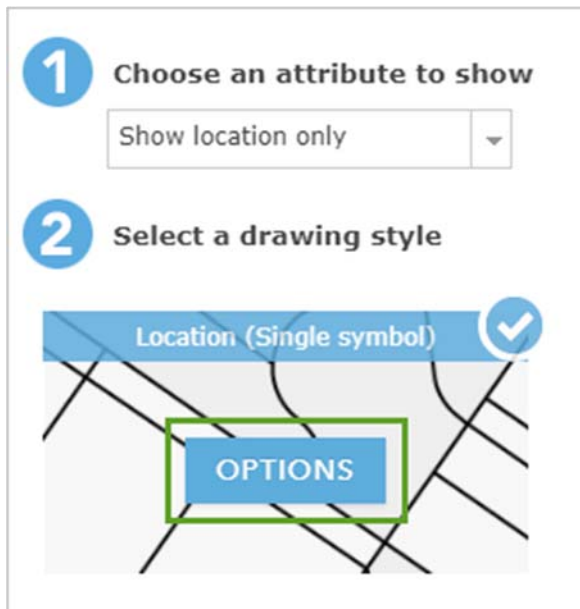 1 Choose an attribute to show
Show location only
2 Select a drawing style
Location (Single symbol)
OPTIONS